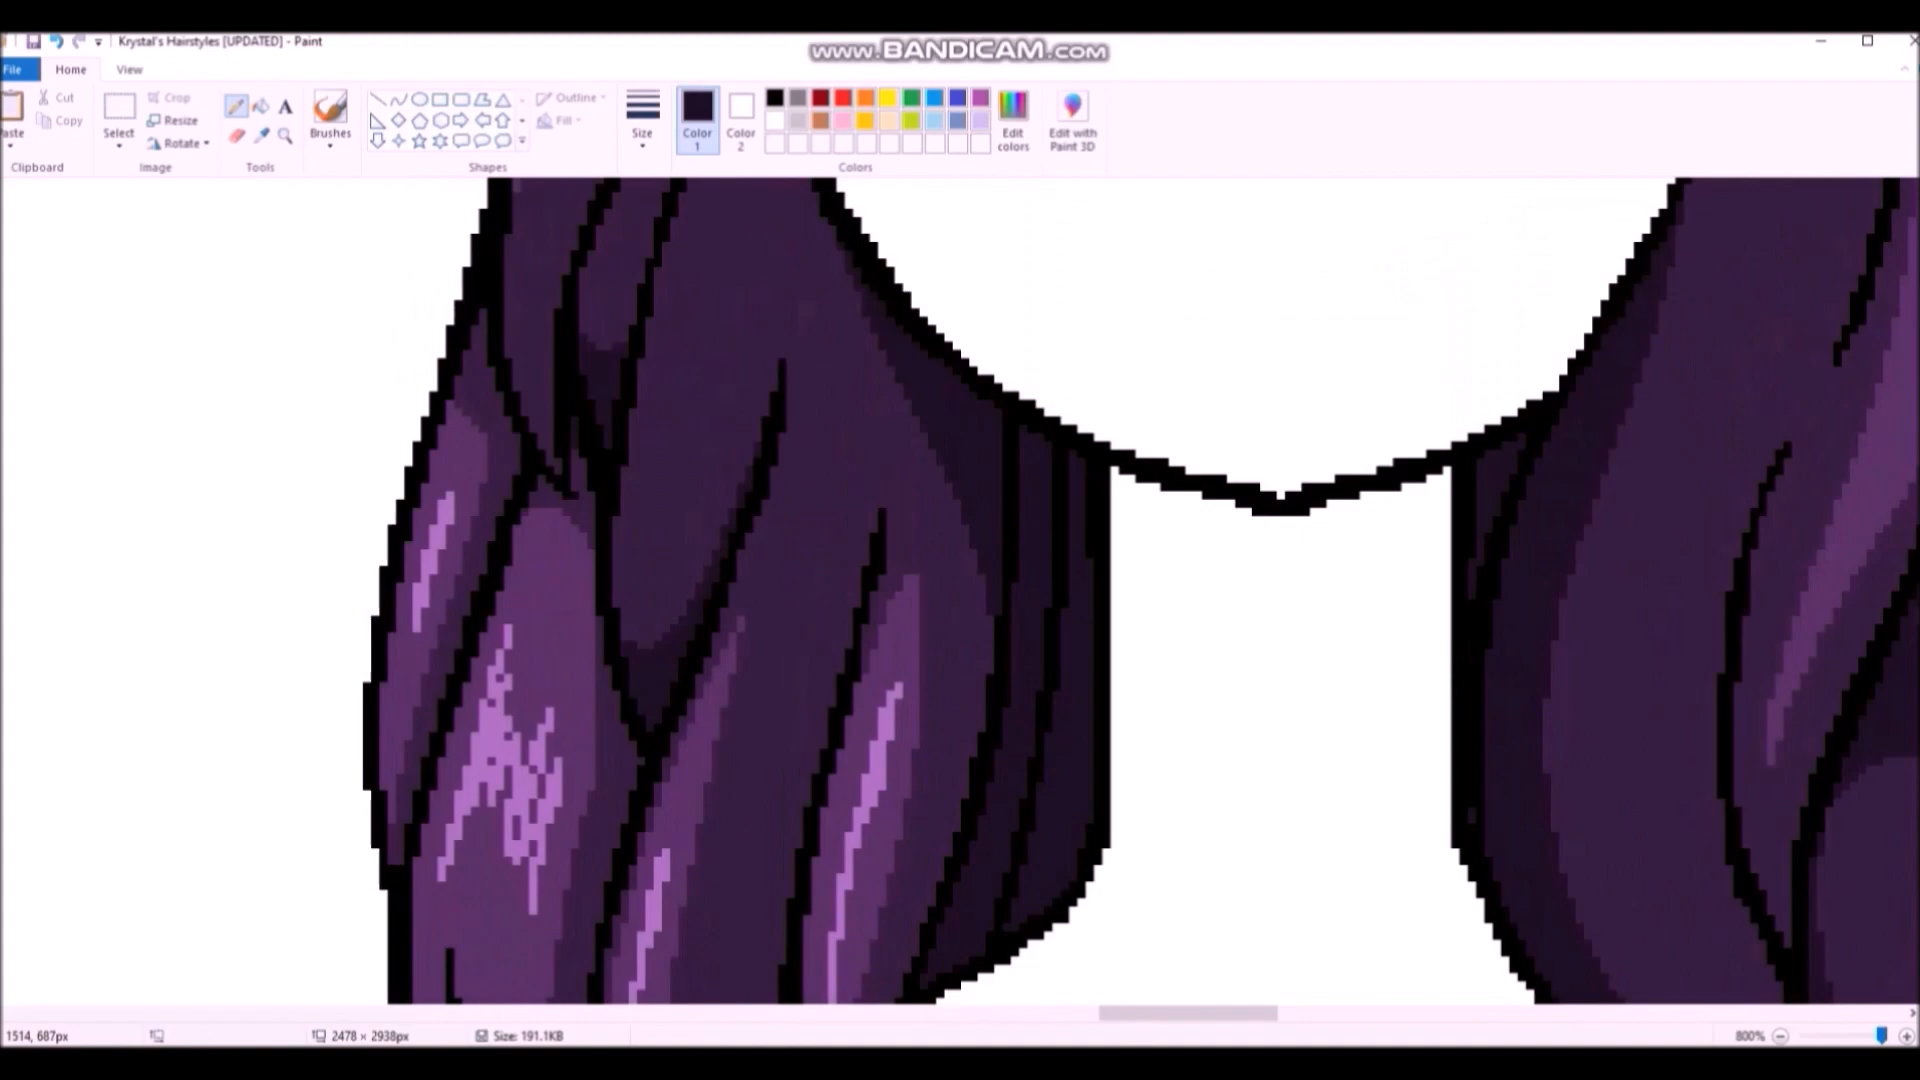 Krystal's Hairstyles [UPDATED] - Paint
www.BANDICAM.com
File Home View
Cut
Copy
Paste
Clipboard
Select
Crop
Resize
Rotate
Image
A
Tools
Brushes
Outline
Fill
Shapes
Size
Color 1
Color 2
Colors
Edit colors
Edit with Paint 3D
1514, 687px
2478 × 2938px
Size: 191.1KB
800%